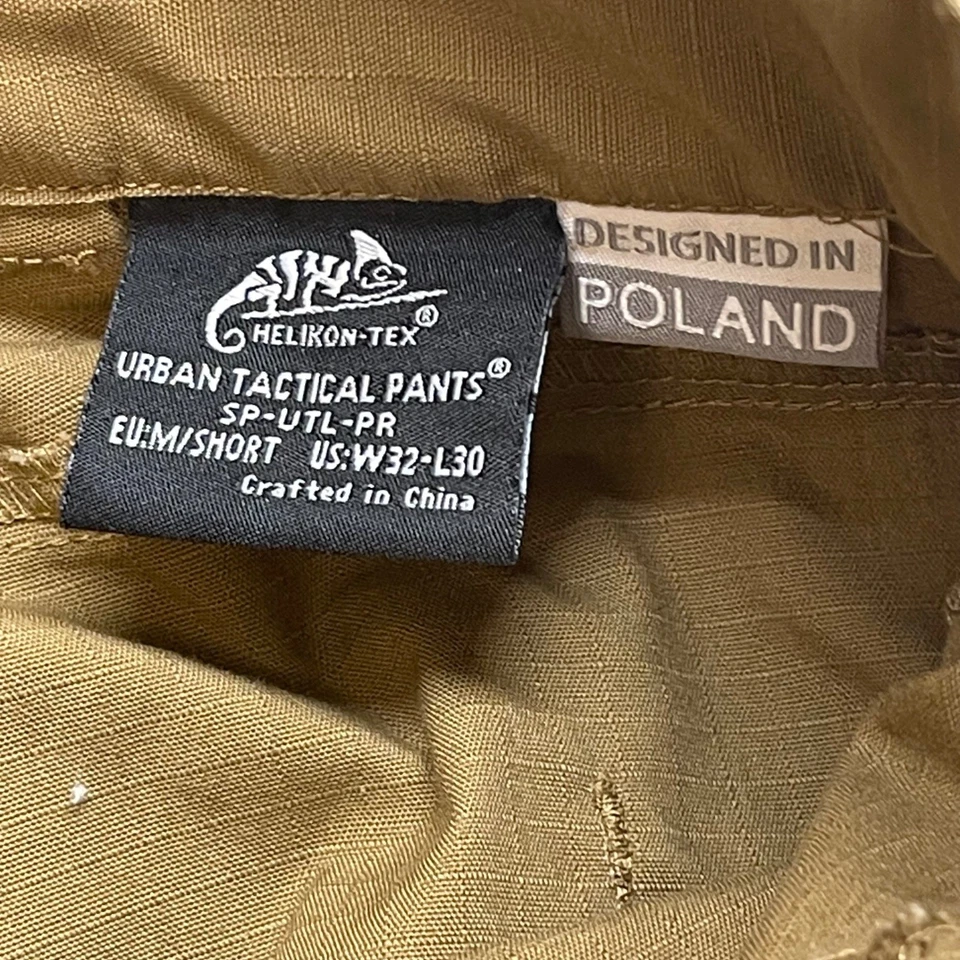 HELIKON-TEX®
URBAN TACTICAL PANTS®
SP-UTL-PR
EU:M/SHORT US:W32-L30
Crafted in China
DESIGNED IN
POLAND